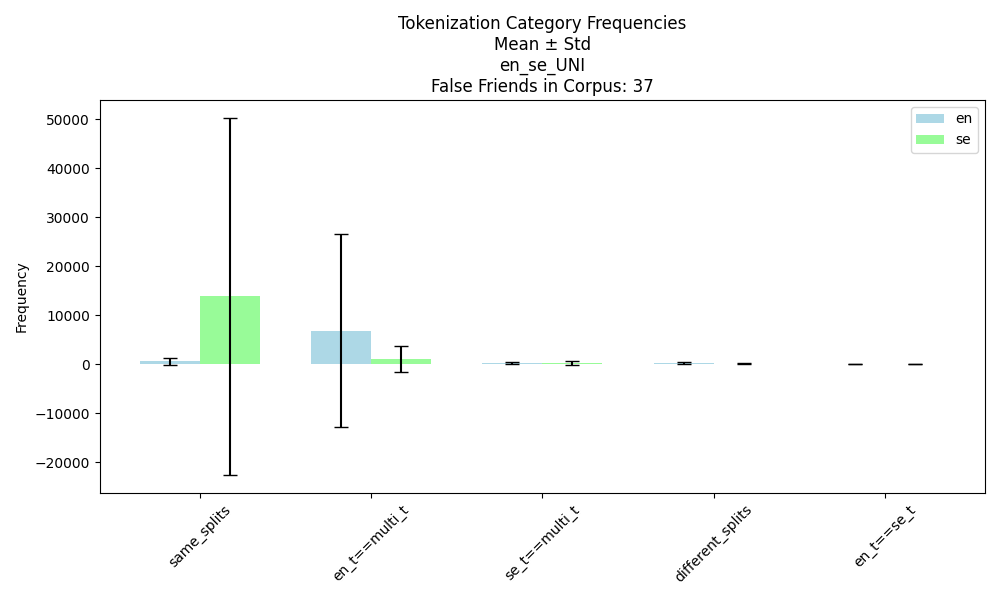 Tokenization Category Frequencies
Mean ± Std
en_se_UNI
False Friends in Corpus: 37
en
se
Frequency
50000
40000
30000
20000
10000
0
−10000
−20000
same_splits
en_t==multi_t
se_t==multi_t
different_splits
en_t==se_t